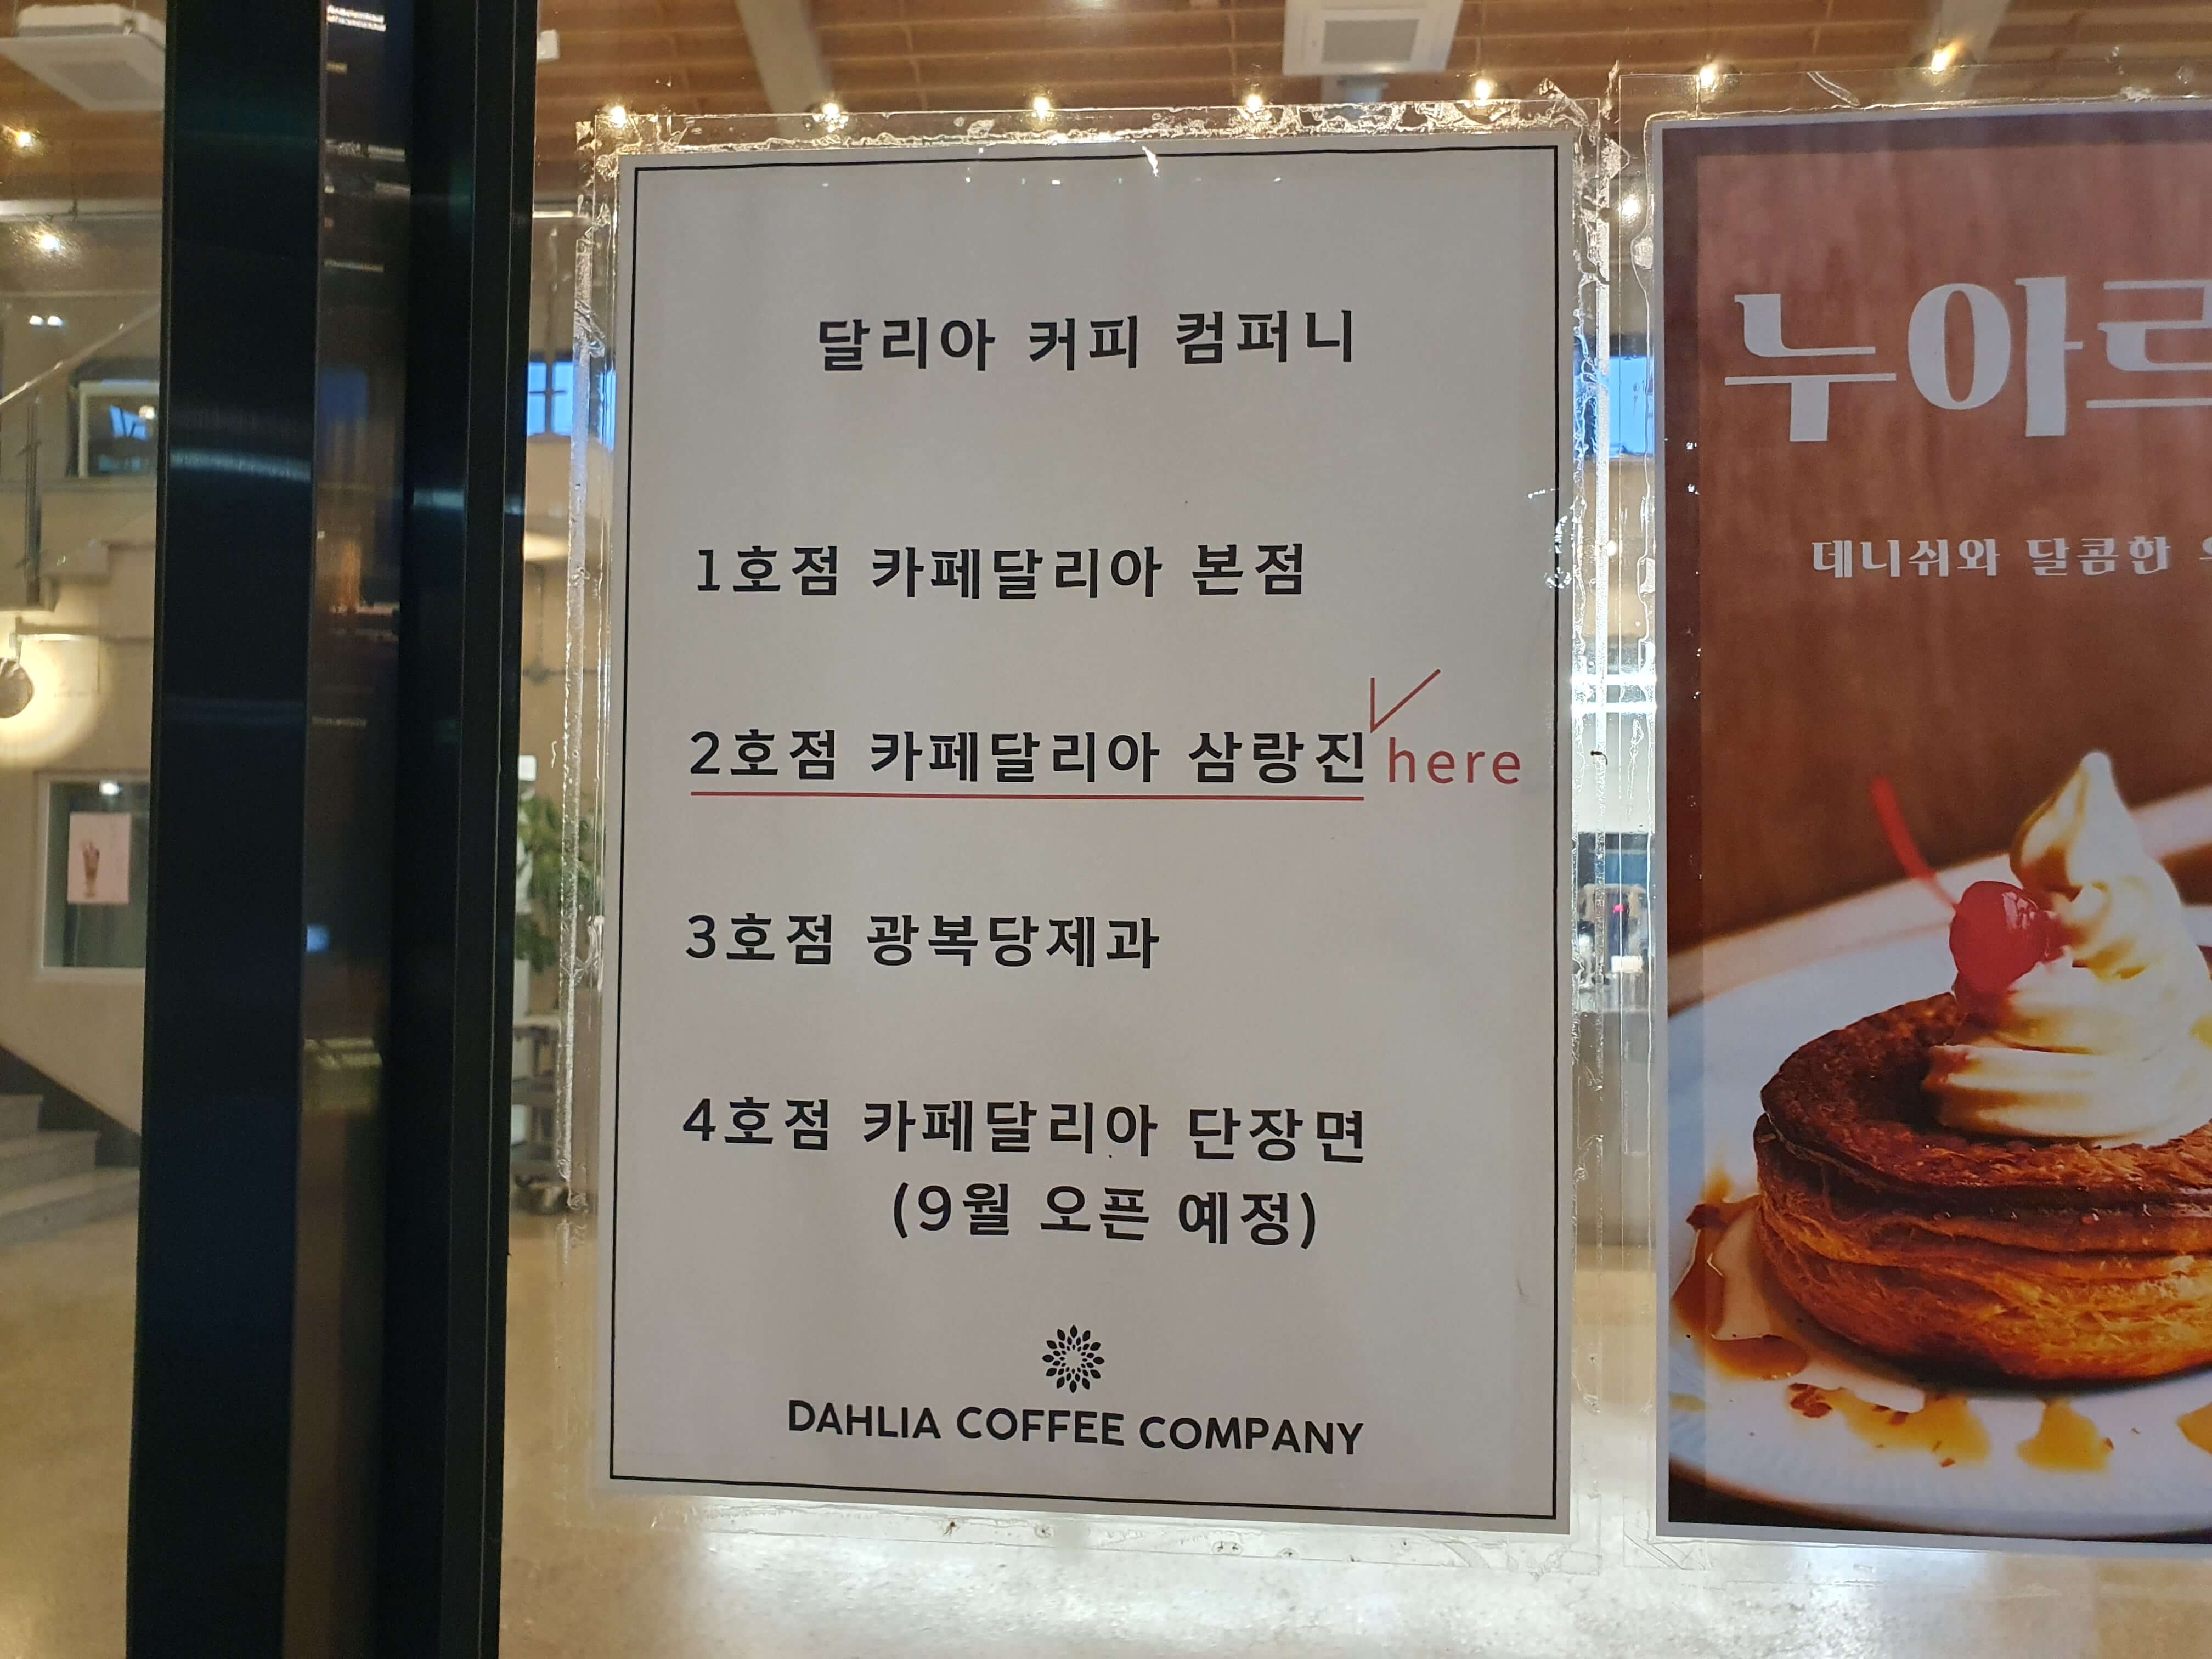 달리아 커피 컴퍼니
1호점 카페달리아 본점
2호점 카페달리아 삼랑진 here
3호점 광복당제과
4호점 카페달리아 단장면
(9월 오픈 예정)
DAHLIA COFFEE COMPANY
누아르
데니쉬와 달콤한